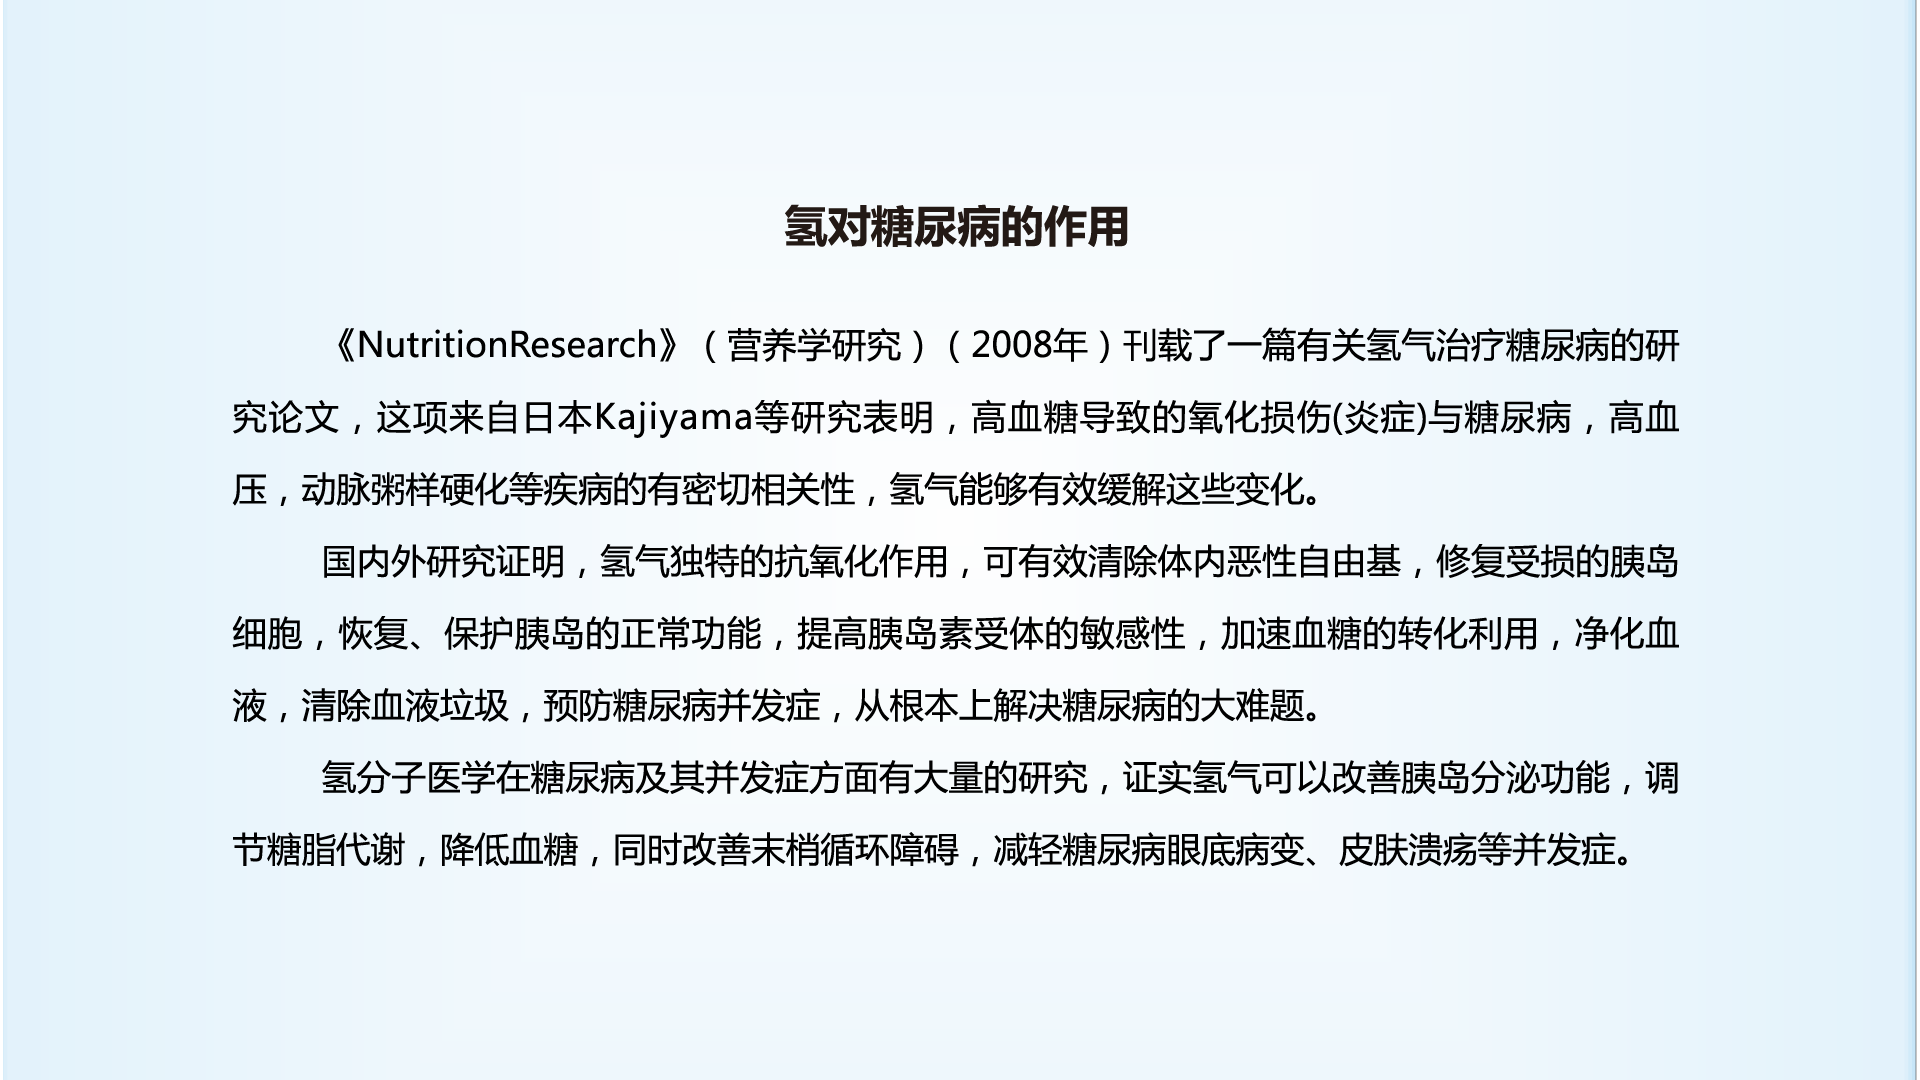 氢对糖尿病的作用
《NutritionResearch》（营养学研究）（2008年）刊载了一篇有关氢气治疗糖尿病的研
究论文，这项来自日本Kajiyama等研究表明，高血糖导致的氧化损伤(炎症)与糖尿病，高血
压，动脉粥样硬化等疾病的有密切相关性，氢气能够有效缓解这些变化。
国内外研究证明，氢气独特的抗氧化作用，可有效清除体内恶性自由基，修复受损的胰岛
细胞，恢复、保护胰岛的正常功能，提高胰岛素受体的敏感性，加速血糖的转化利用，净化血
液，清除血液垃圾，预防糖尿病并发症，从根本上解决糖尿病的大难题。
氢分子医学在糖尿病及其并发症方面有大量的研究，证实氢气可以改善胰岛分泌功能，调
节糖脂代谢，降低血糖，同时改善末梢循环障碍，减轻糖尿病眼底病变、皮肤溃疡等并发症。